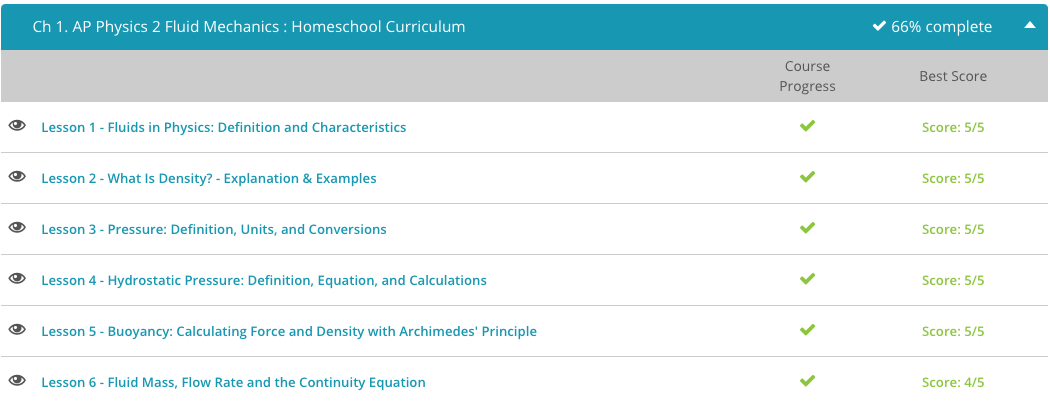 Ch 1. AP Physics 2 Fluid Mechanics : Homeschool Curriculum 66% complete
Course Progress Best Score
Lesson 1 - Fluids in Physics: Definition and Characteristics Score: 5/5
Lesson 2 - What Is Density? - Explanation & Examples Score: 5/5
Lesson 3 - Pressure: Definition, Units, and Conversions Score: 5/5
Lesson 4 - Hydrostatic Pressure: Definition, Equation, and Calculations Score: 5/5
Lesson 5 - Buoyancy: Calculating Force and Density with Archimedes' Principle Score: 5/5
Lesson 6 - Fluid Mass, Flow Rate and the Continuity Equation Score: 4/5